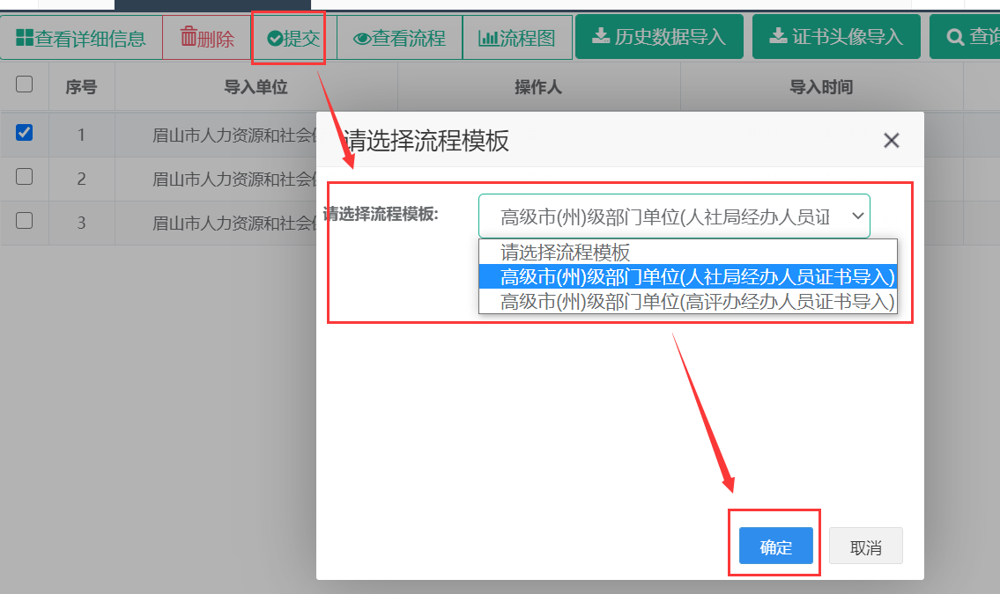 查看详细信息 删除 提交 查看流程 流程图 历史数据导入 证书头像导入 查询
序号 导入单位 操作人 导入时间
1 眉山市人力资源和社会
2 眉山市人力资源和社会
3 眉山市人力资源和社会
请选择流程模板
请选择流程模板:
高级市(州)级部门单位(人社局经办人员证
请选择流程模板
高级市(州)级部门单位(人社局经办人员证书导入)
高级市(州)级部门单位(高评办经办人员证书导入)
确定 取消